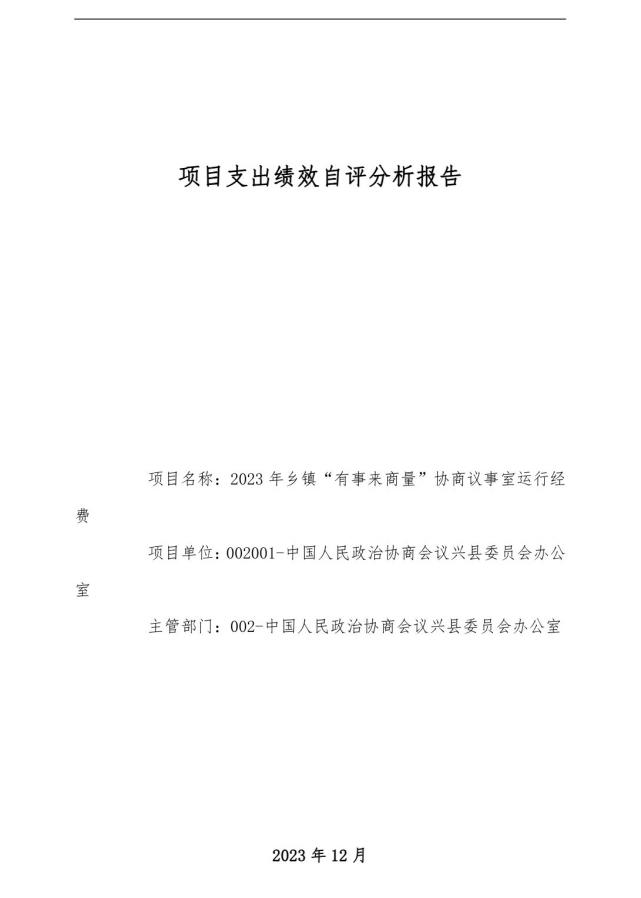 项目支出绩效自评分析报告
项目名称：2023 年乡镇“有事来商量”协商议事室运行经
费
项目单位：002001-中国人民政治协商会议兴县委员会办公
室
主管部门：002-中国人民政治协商会议兴县委员会办公室
2023 年 12 月